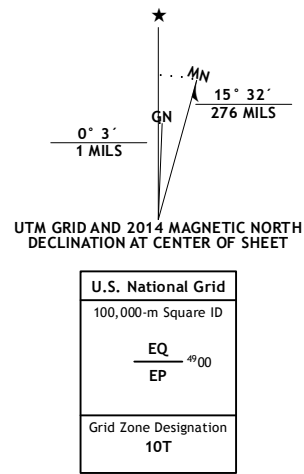 ★
MN
GN
0° 3´
1 MILS
15° 32´
276 MILS
UTM GRID AND 2014 MAGNETIC NORTH
DECLINATION AT CENTER OF SHEET
U.S. National Grid
100,000-m Square ID
EQ
4900
EP
Grid Zone Designation
10T